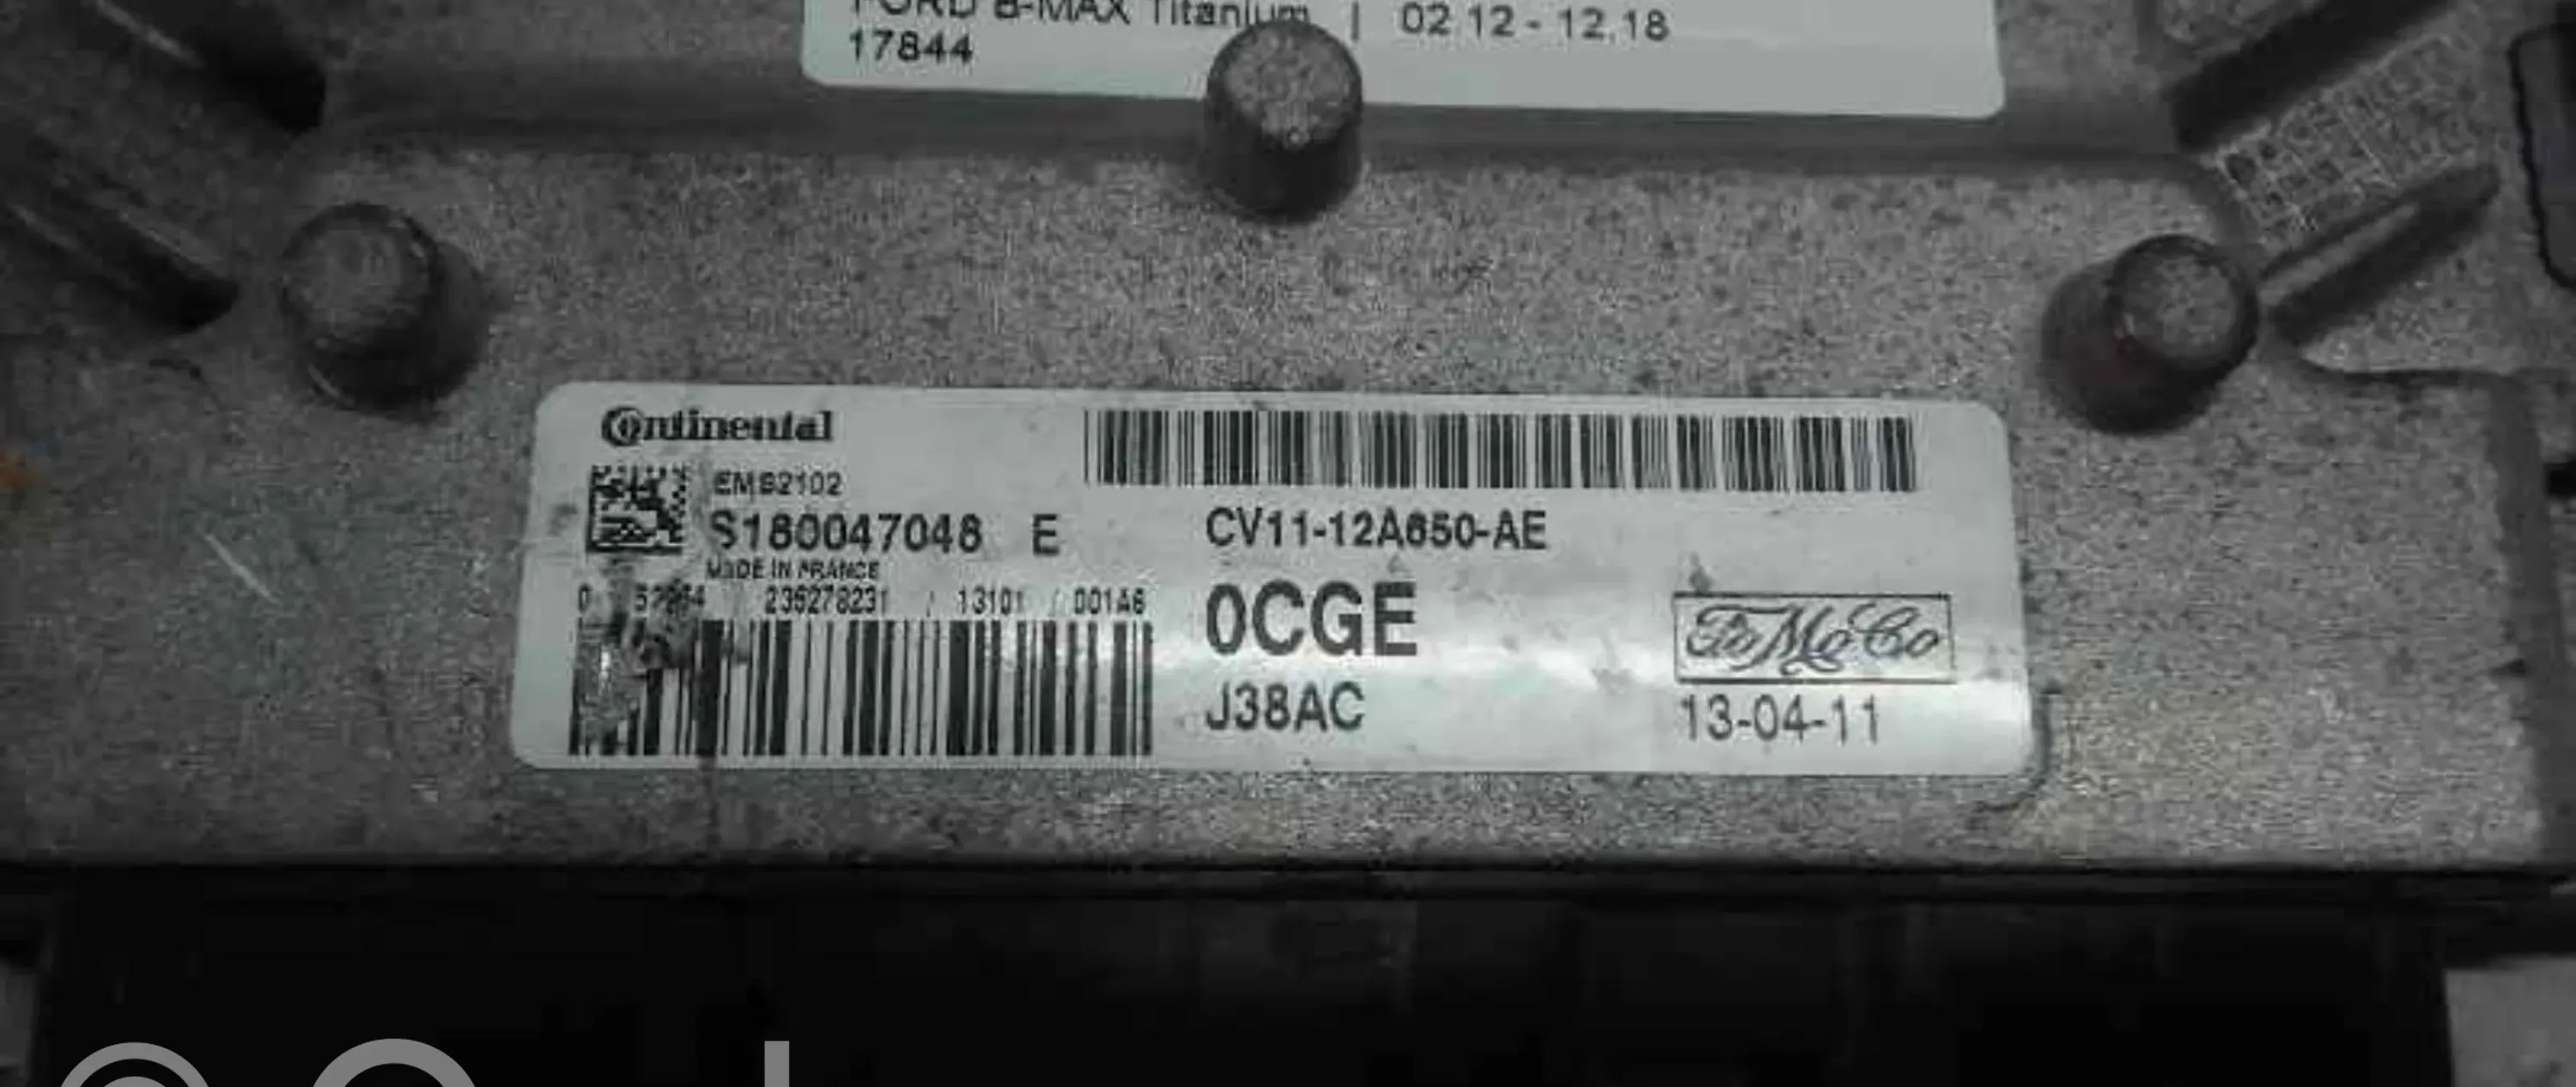 FORD B-MAX Titanium | 02 12 - 12.18
17844
Continental
EMS2102
S180047048 E
CV11-12A650-AE
MADE IN FRANCE
236278231 / 13101 / 001A6
0CGE
FoMoCo
J38AC
13-04-11